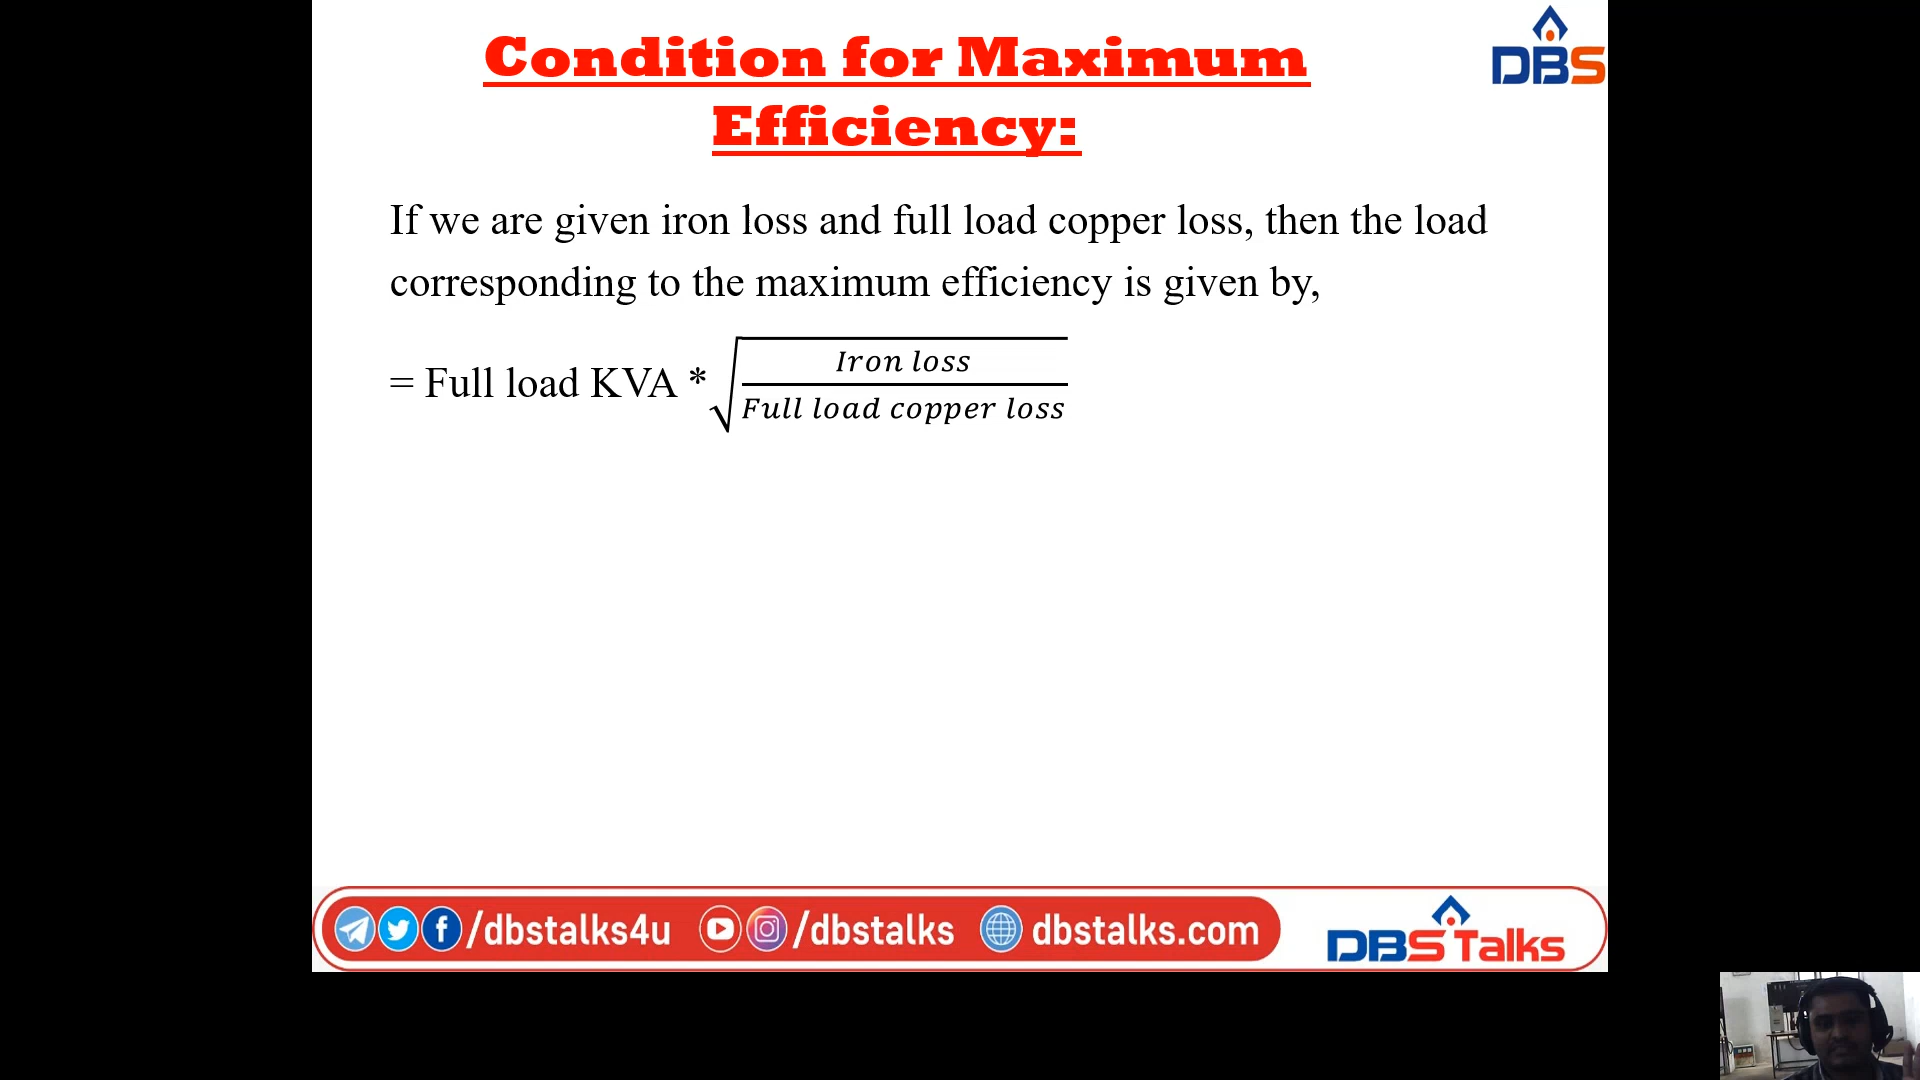 Condition for Maximum
Efficiency:
DBS
If we are given iron loss and full load copper loss, then the load
corresponding to the maximum efficiency is given by,
= Full load KVA * √(Iron loss / Full load copper loss)
/dbstalks4u /dbstalks dbstalks.com
DBS Talks